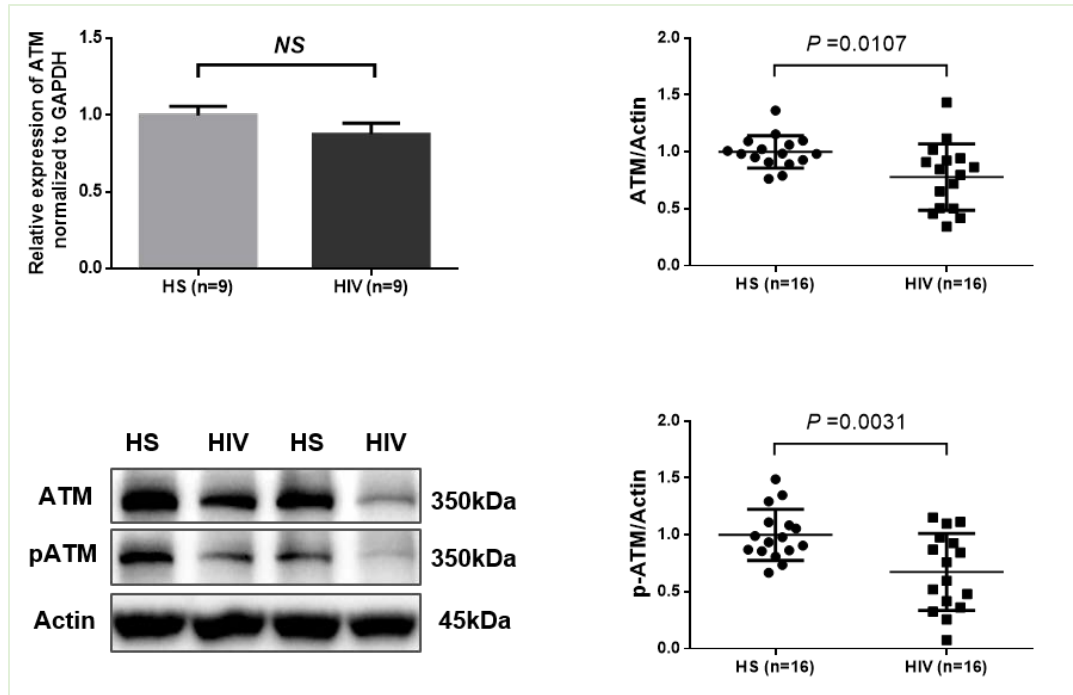 Relative expression of ATM
normalized to GAPDH
1.5
1.0
0.5
0.0
NS
HS (n=9)
HIV (n=9)
ATM/Actin
2.0
1.5
1.0
0.5
0.0
P =0.0107
HS (n=16)
HIV (n=16)
HS HIV HS HIV
ATM 350kDa
pATM 350kDa
Actin 45kDa
p-ATM/Actin
2.0
1.5
1.0
0.5
0.0
P =0.0031
HS (n=16)
HIV (n=16)